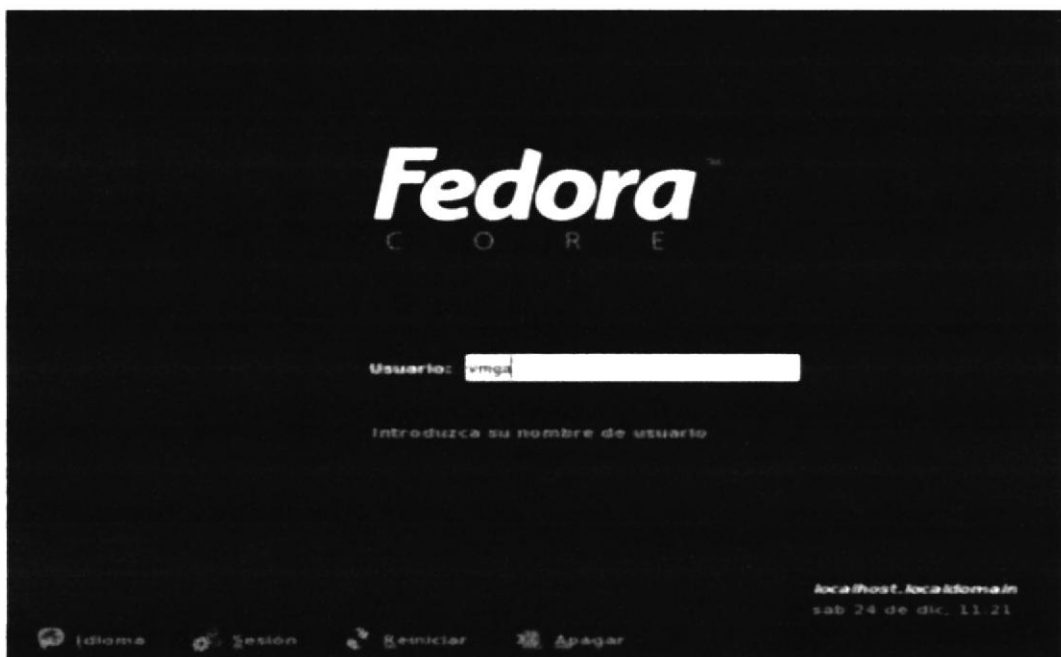 Fedora™
CORE
Usuario: vmga
Introduzca su nombre de usuario
localhost.localdomain
sab 24 de dic, 11:21
Idioma Sesión Reiniciar Apagar